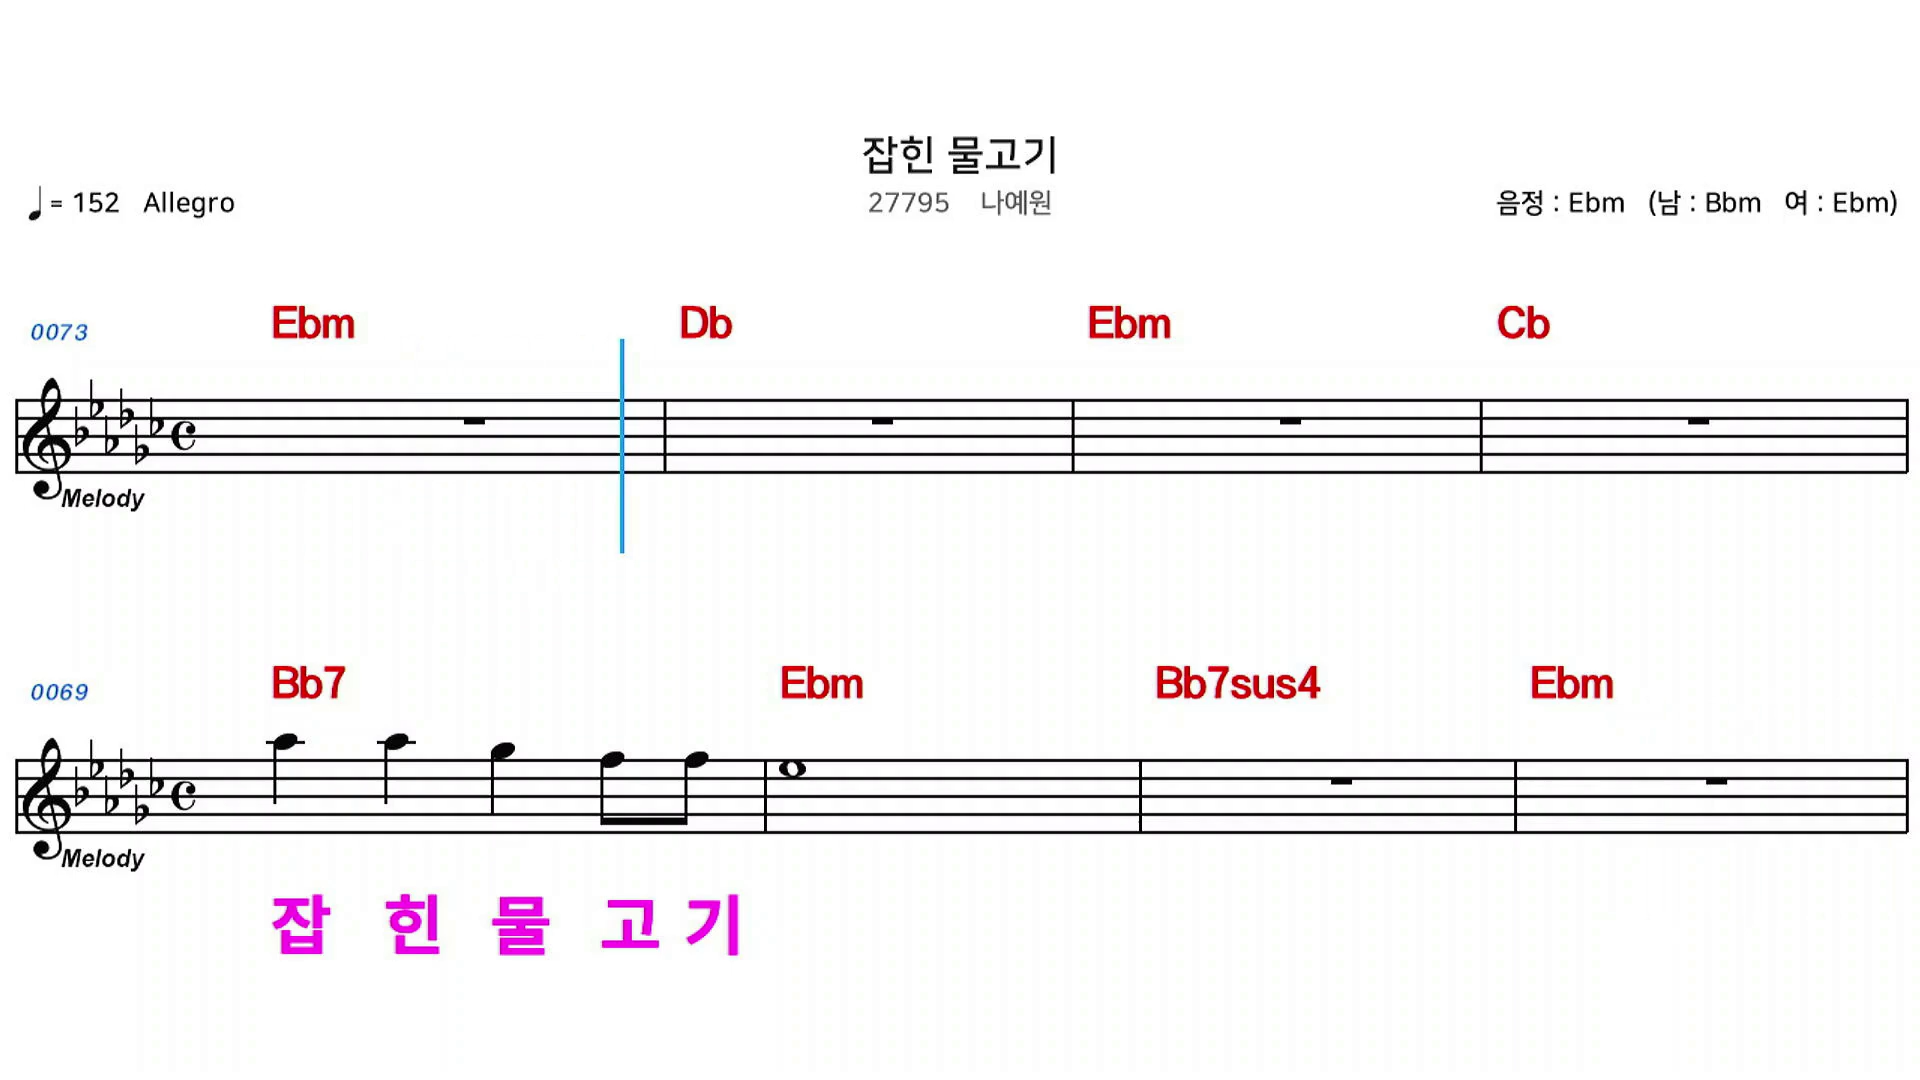 잡힌 물고기
♩= 152 Allegro 27795 나예원 음정 : Ebm (남 : Bbm 여 : Ebm)
0073 Ebm Db Ebm Cb
Melody
0069 Bb7 Ebm Bb7sus4 Ebm
Melody
잡 힌 물 고 기